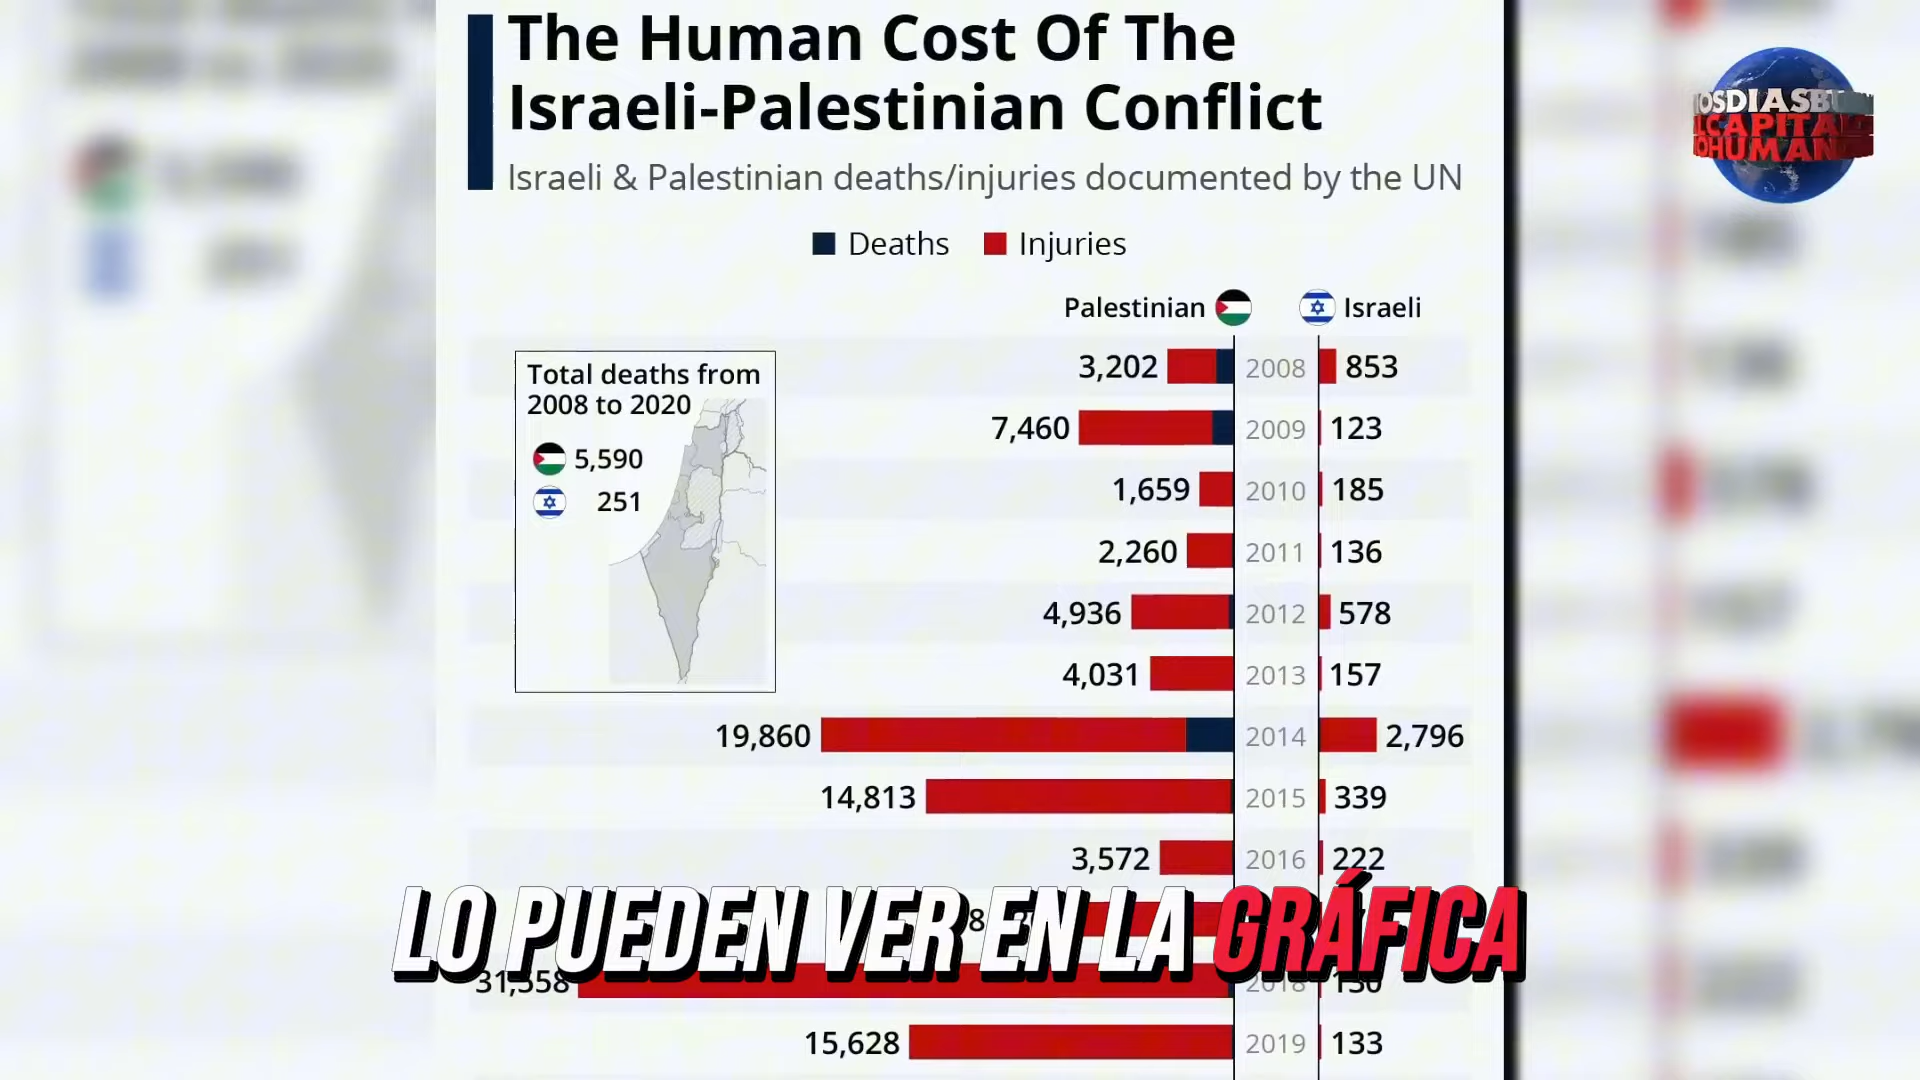 The Human Cost Of The
Israeli-Palestinian Conflict
Israeli & Palestinian deaths/injuries documented by the UN
Deaths Injuries
Palestinian Israeli
Total deaths from
2008 to 2020
5,590
251
3,202 2008 853
7,460 2009 123
1,659 2010 185
2,260 2011 136
4,936 2012 578
4,031 2013 157
19,860 2014 2,796
14,813 2015 339
3,572 2016 222
31,558 2018 130
15,628 2019 133
LO PUEDEN VER EN LA GRÁFICA